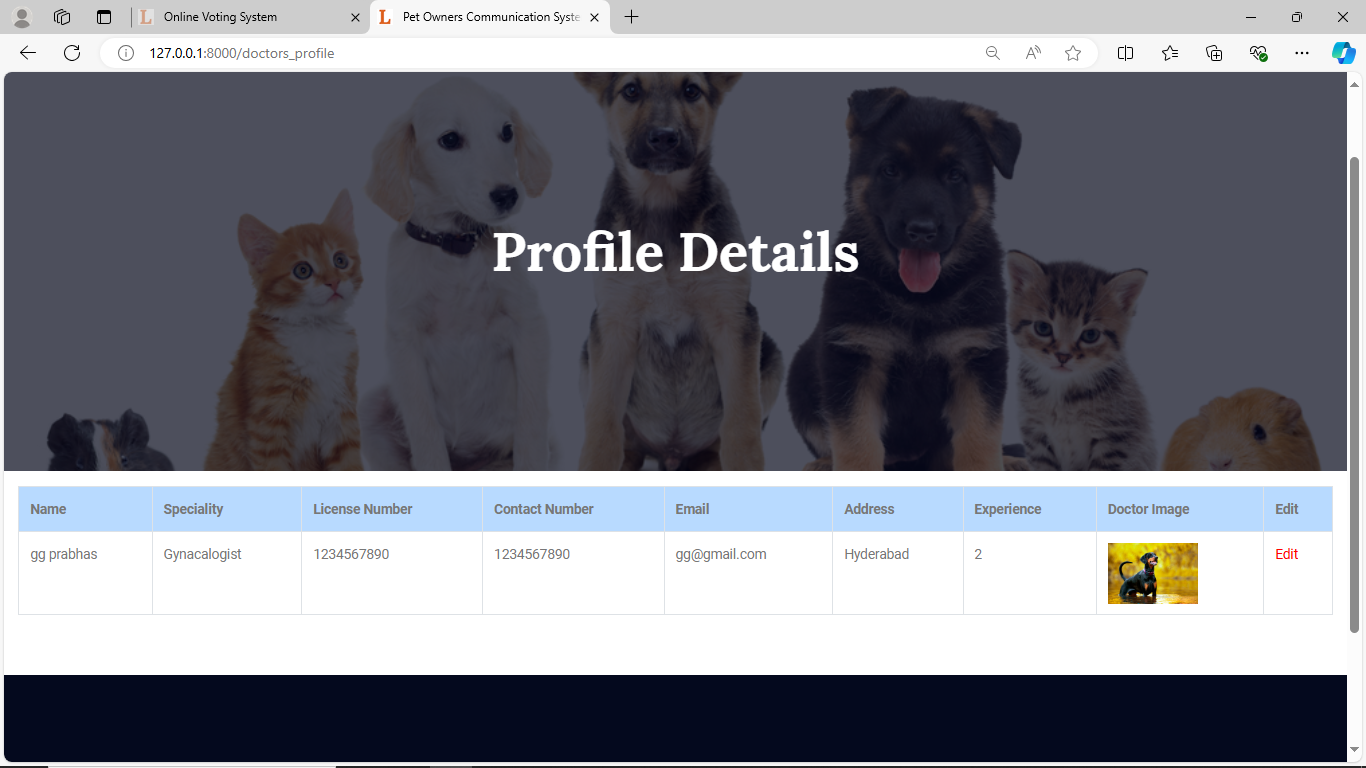 Online Voting System
Pet Owners Communication Syste
127.0.0.1:8000/doctors_profile
Profile Details
Name Speciality License Number Contact Number Email Address Experience Doctor Image Edit
gg prabhas Gynacalogist 1234567890 1234567890 gg@gmail.com Hyderabad 2 Edit